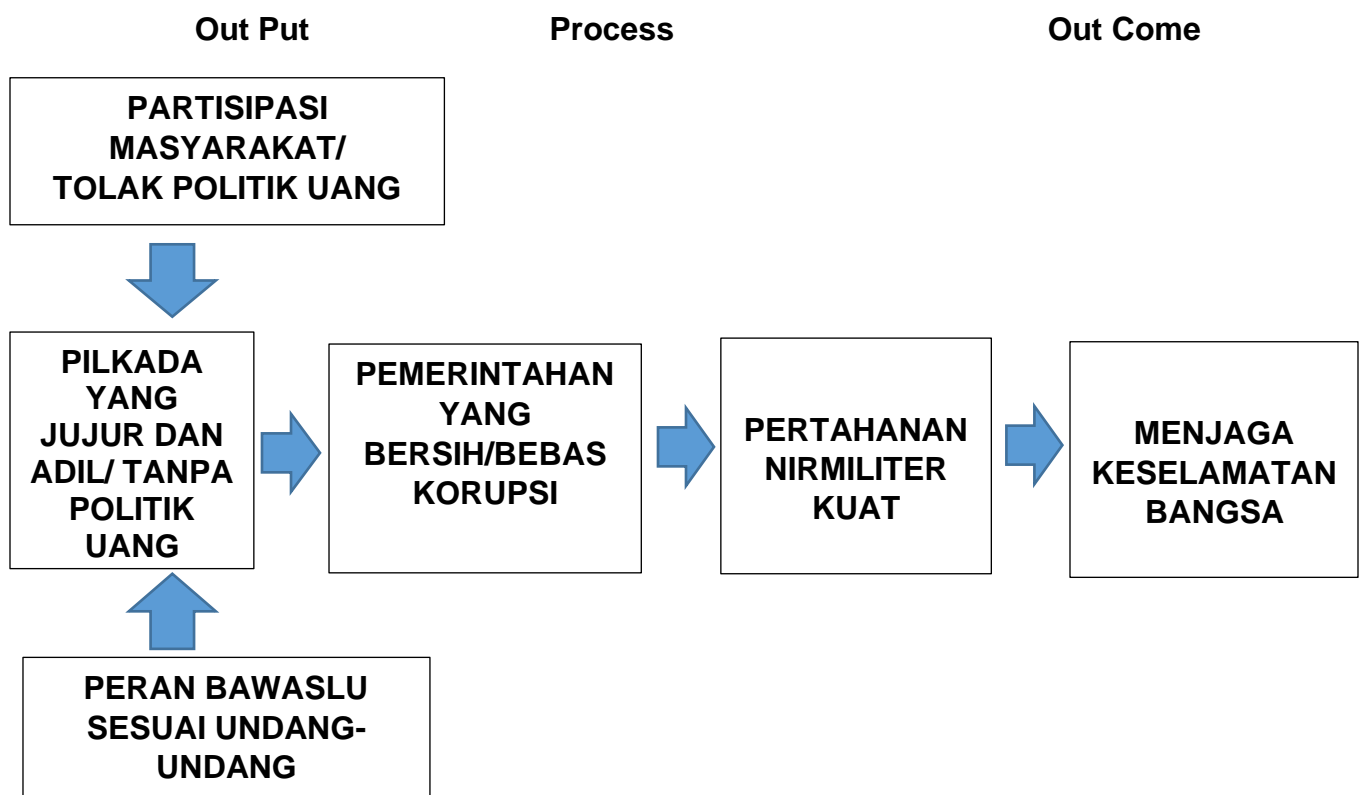 Out Put
Process
Out Come
PARTISIPASI
MASYARAKAT/
TOLAK POLITIK UANG
PILKADA
YANG
JUJUR DAN
ADIL/ TANPA
POLITIK
UANG
PEMERINTAHAN
YANG
BERSIH/BEBAS
KORUPSI
PERTAHANAN
NIRMILITER
KUAT
MENJAGA
KESELAMATAN
BANGSA
PERAN BAWASLU
SESUAI UNDANG-
UNDANG